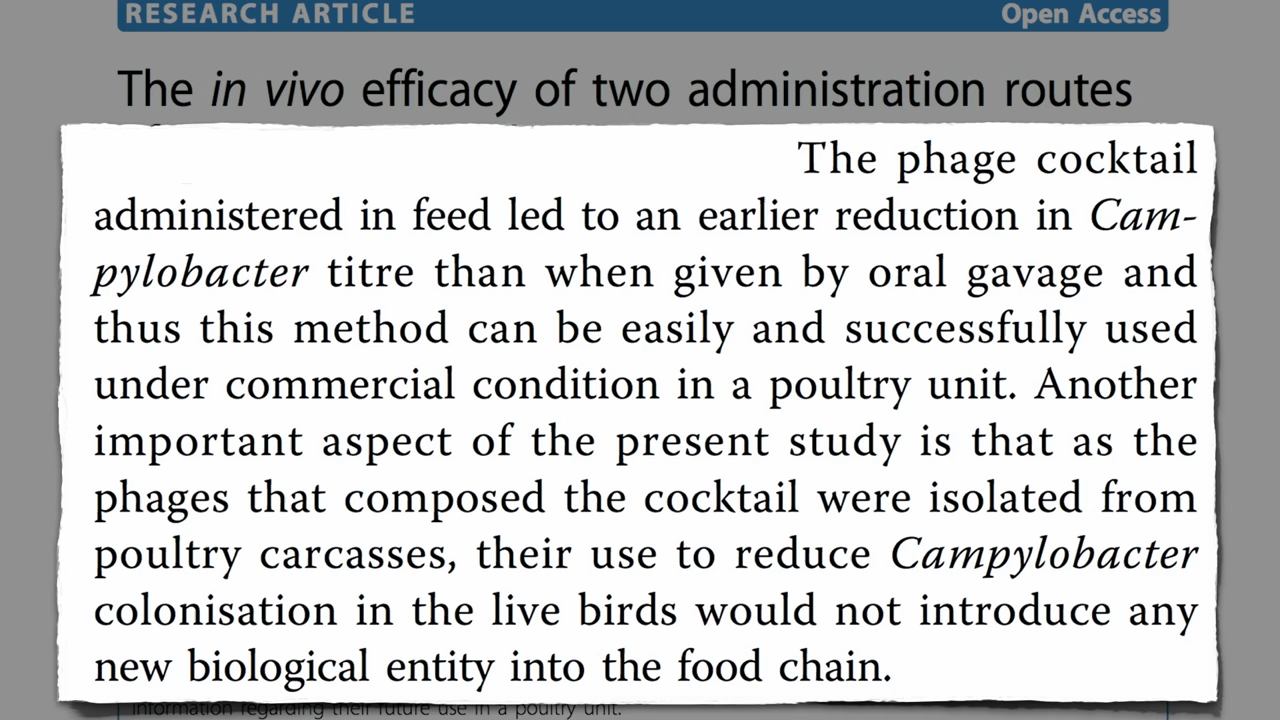 RESEARCH ARTICLE Open Access
The in vivo efficacy of two administration routes
The phage cocktail
administered in feed led to an earlier reduction in Cam-
pylobacter titre than when given by oral gavage and
thus this method can be easily and successfully used
under commercial condition in a poultry unit. Another
important aspect of the present study is that as the
phages that composed the cocktail were isolated from
poultry carcasses, their use to reduce Campylobacter
colonisation in the live birds would not introduce any
new biological entity into the food chain.
information regarding their future use in a poultry unit.